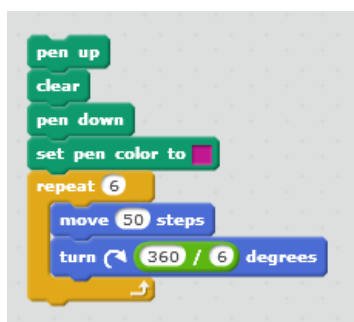 pen up
clear
pen down
set pen color to
repeat 6
move 50 steps
turn 360 / 6 degrees